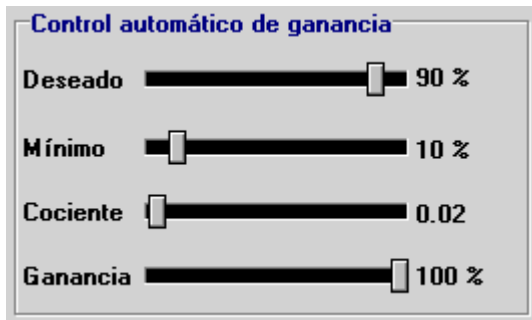 Control automático de ganancia
Deseado 90 %
Mínimo 10 %
Cociente 0.02
Ganancia 100 %